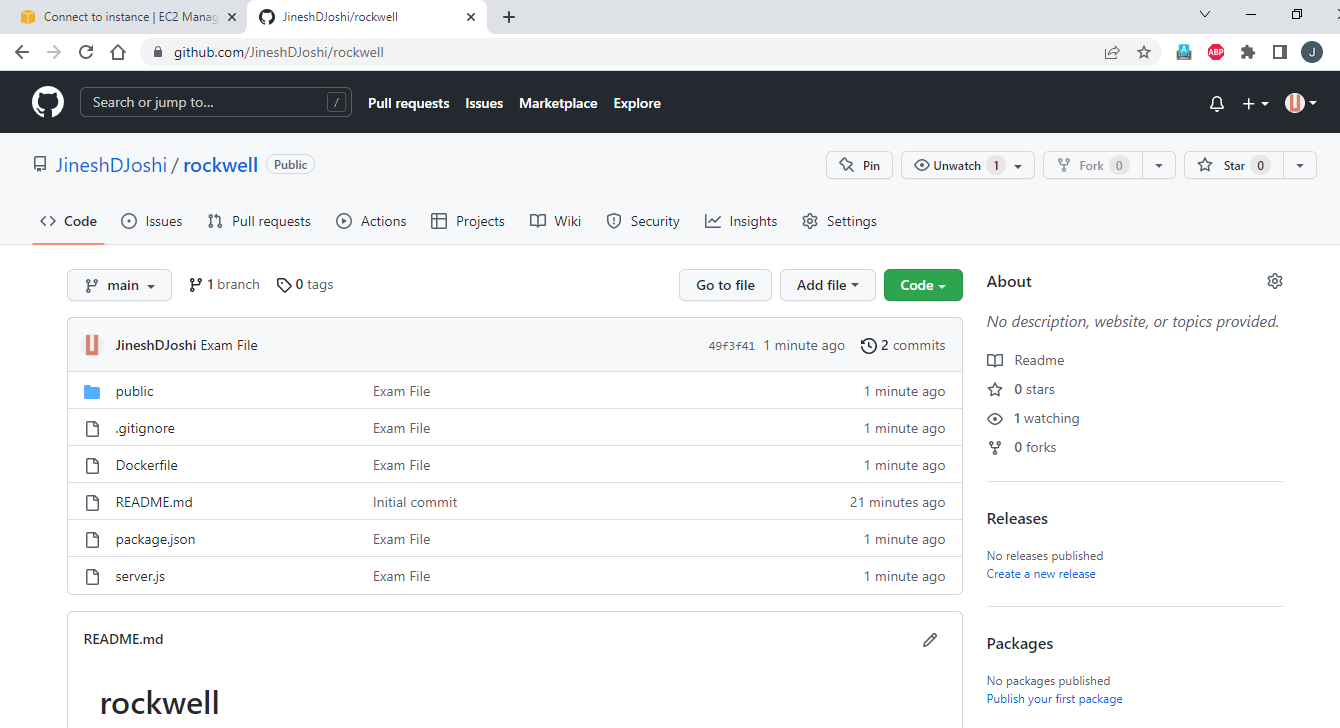 Connect to instance | EC2 Manag
JineshDJoshi/rockwell
github.com/JineshDJoshi/rockwell
ABP
J
Search or jump to...
/
Pull requests Issues Marketplace Explore
JineshDJoshi / rockwell Public
Pin
Unwatch 1
Fork 0
Star 0
Code Issues Pull requests Actions Projects Wiki Security Insights Settings
main 1 branch 0 tags
Go to file Add file Code
JineshDJoshi Exam File 49f3f41 1 minute ago 2 commits
public Exam File 1 minute ago
.gitignore Exam File 1 minute ago
Dockerfile Exam File 1 minute ago
README.md Initial commit 21 minutes ago
package.json Exam File 1 minute ago
server.js Exam File 1 minute ago
README.md
rockwell
About
No description, website, or topics provided.
Readme
0 stars
1 watching
0 forks
Releases
No releases published
Create a new release
Packages
No packages published
Publish your first package